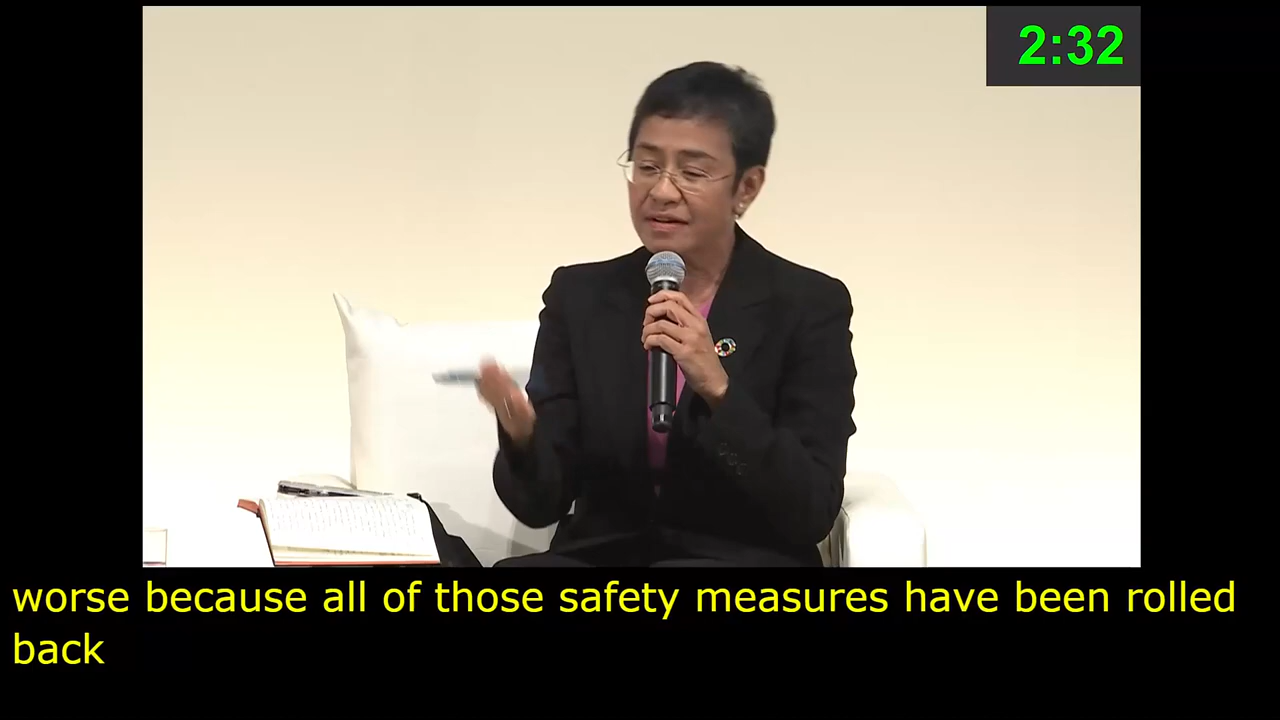 2:32
worse because all of those safety measures have been rolled
back